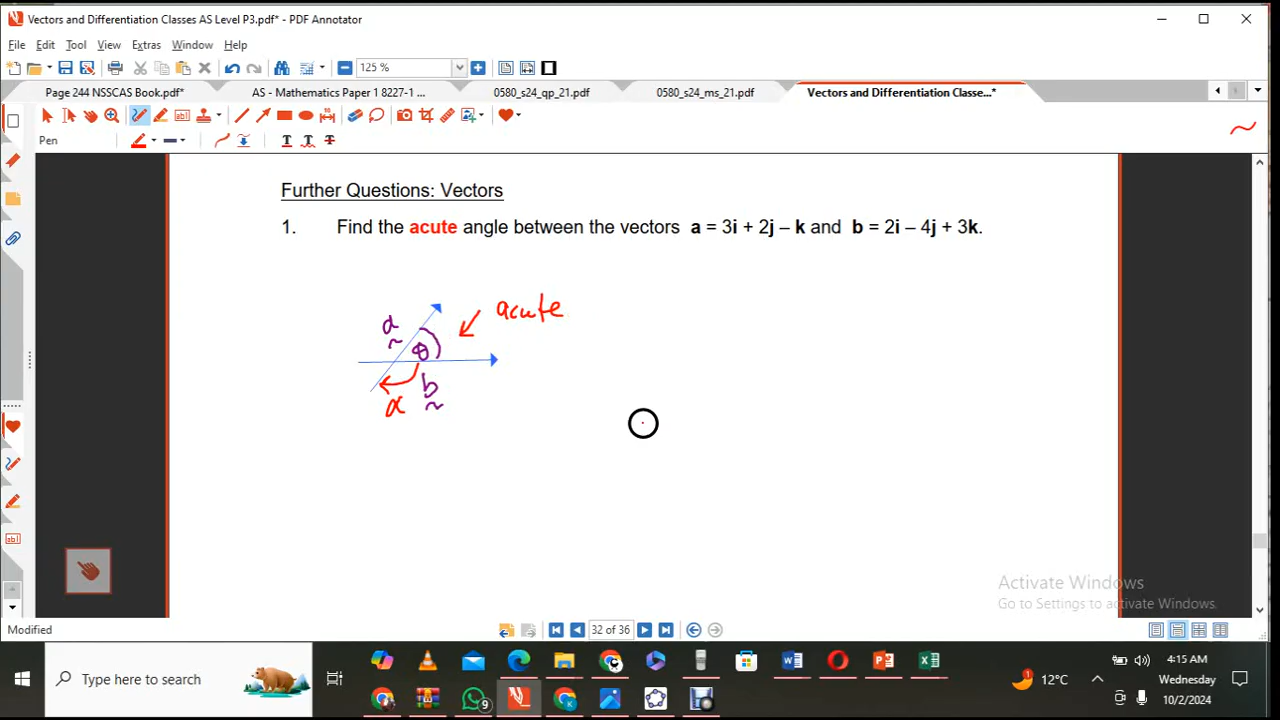 Vectors and Differentiation Classes AS Level P3.pdf* - PDF Annotator
File Edit Tool View Extras Window Help
125 %
Page 244 NSSCAS Book.pdf* AS - Mathematics Paper 1 8227-1 ... 0580_s24_qp_21.pdf 0580_s24_ms_21.pdf Vectors and Differentiation Classe...*
Pen
Further Questions: Vectors
1. Find the acute angle between the vectors a = 3i + 2j – k and b = 2i – 4j + 3k.
acute
a
θ
b
α
Activate Windows
Go to Settings to activate Windows.
Modified
32 of 36
Type here to search
9
1
12°C
4:15 AM
Wednesday
10/2/2024